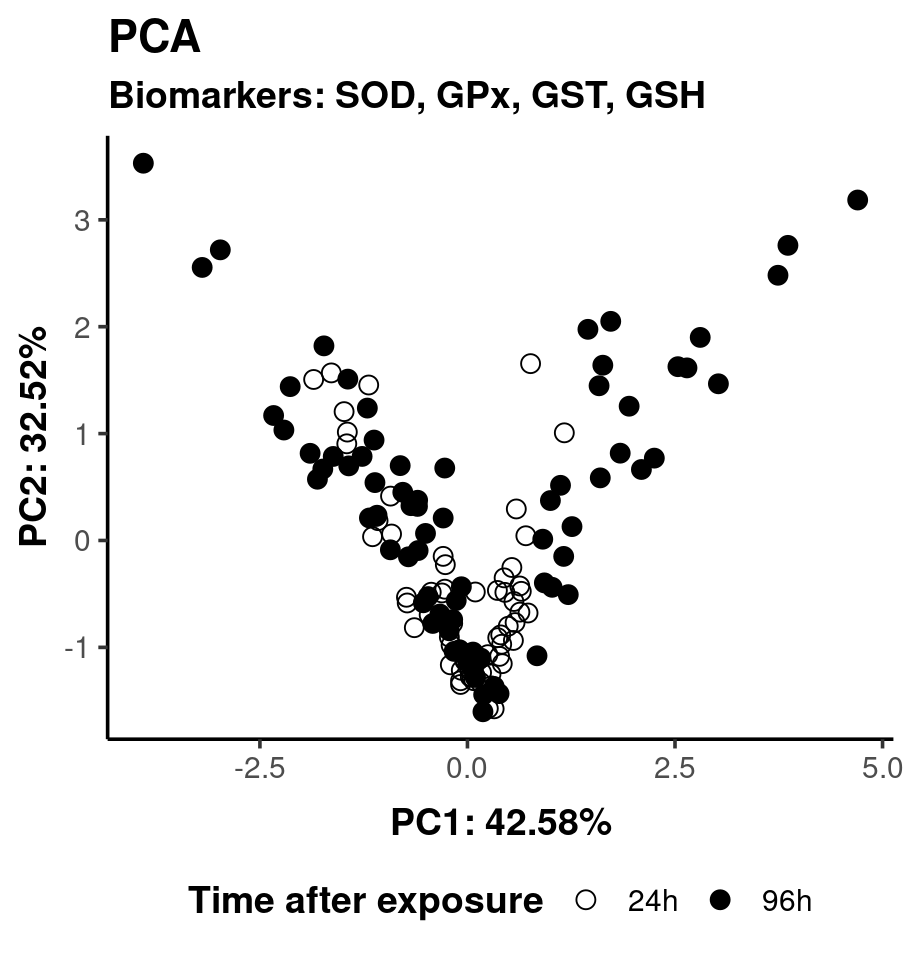 PCA
Biomarkers: SOD, GPx, GST, GSH
PC2: 32.52%
3
2
1
0
-1
-2.5 0.0 2.5 5.0
PC1: 42.58%
Time after exposure 24h 96h